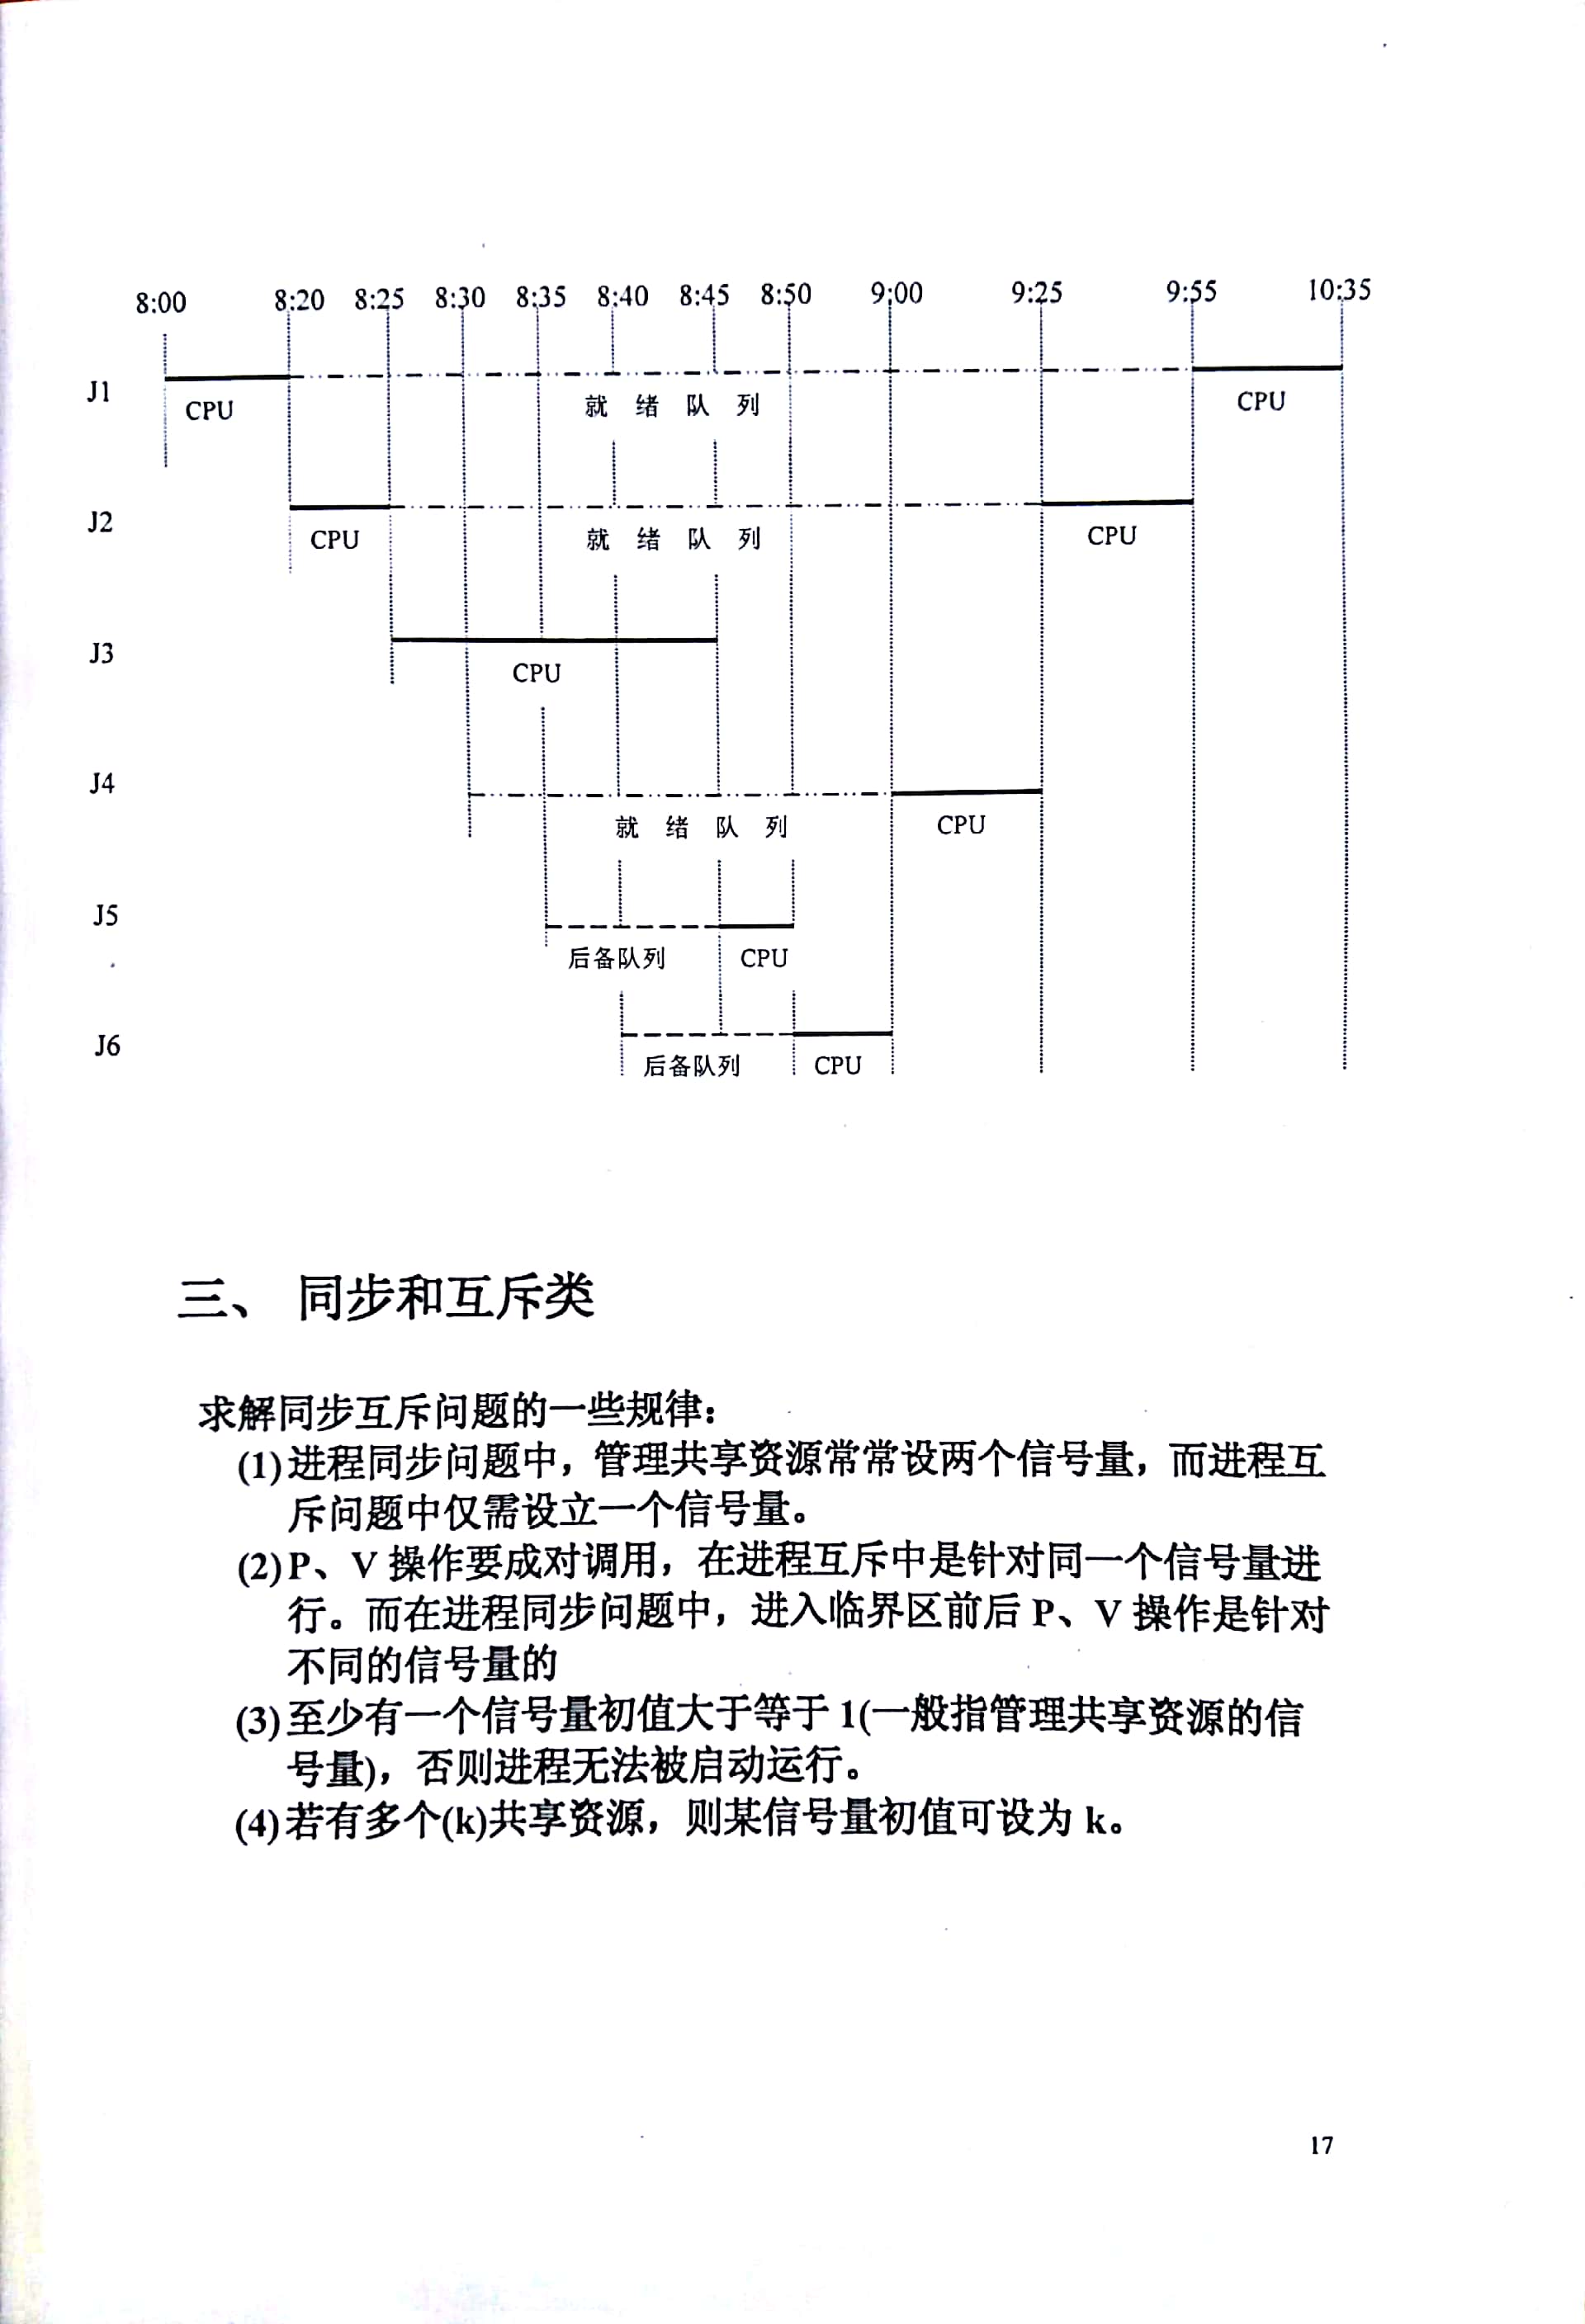 8:00 8:20 8:25 8:30 8:35 8:40 8:45 8:50 9:00 9:25 9:55 10:35
J1
CPU 就 绪 队 列 CPU
J2
CPU 就 绪 队 列 CPU
J3
CPU
J4
就 绪 队 列 CPU
J5
后备队列 CPU
J6
后备队列 CPU
三、 同步和互斥类
求解同步互斥问题的一些规律：
(1)进程同步问题中，管理共享资源常常设两个信号量，而进程互
斥问题中仅需设立一个信号量。
(2)P、V 操作要成对调用，在进程互斥中是针对同一个信号量进
行。而在进程同步问题中，进入临界区前后 P、V 操作是针对
不同的信号量的
(3)至少有一个信号量初值大于等于 1(一般指管理共享资源的信
号量)，否则进程无法被启动运行。
(4)若有多个(k)共享资源，则某信号量初值可设为 k。
17